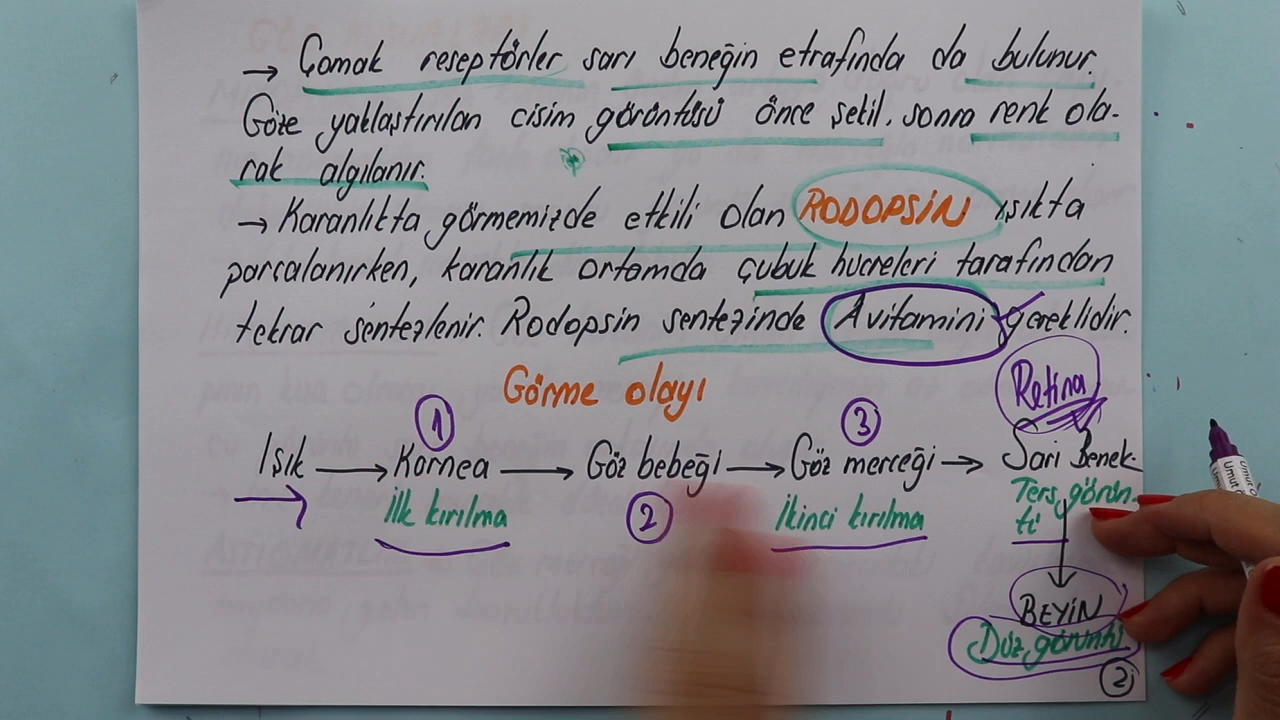 → Çomak reseptörler sarı beneğin etrafında da bulunur.
Göze yaklaştırılan cisim görüntüsü önce şekil, sonra renk ola-
rak algılanır.
→ Karanlıkta görmemizde etkili olan RODOPSİN ışıkta
parçalanırken, karanlık ortamda çubuk hücreleri tarafından
tekrar sentezlenir. Rodopsin sentezinde A vitamini gereklidir.
Görme olayı
Retina
1
3
Işık → Kornea → Göz bebeği → Göz merceği → Sarı Benek
İlk kırılma
2
İkinci kırılma
Ters görün-
tü
BEYİN
Düz görüntü
2
Umut